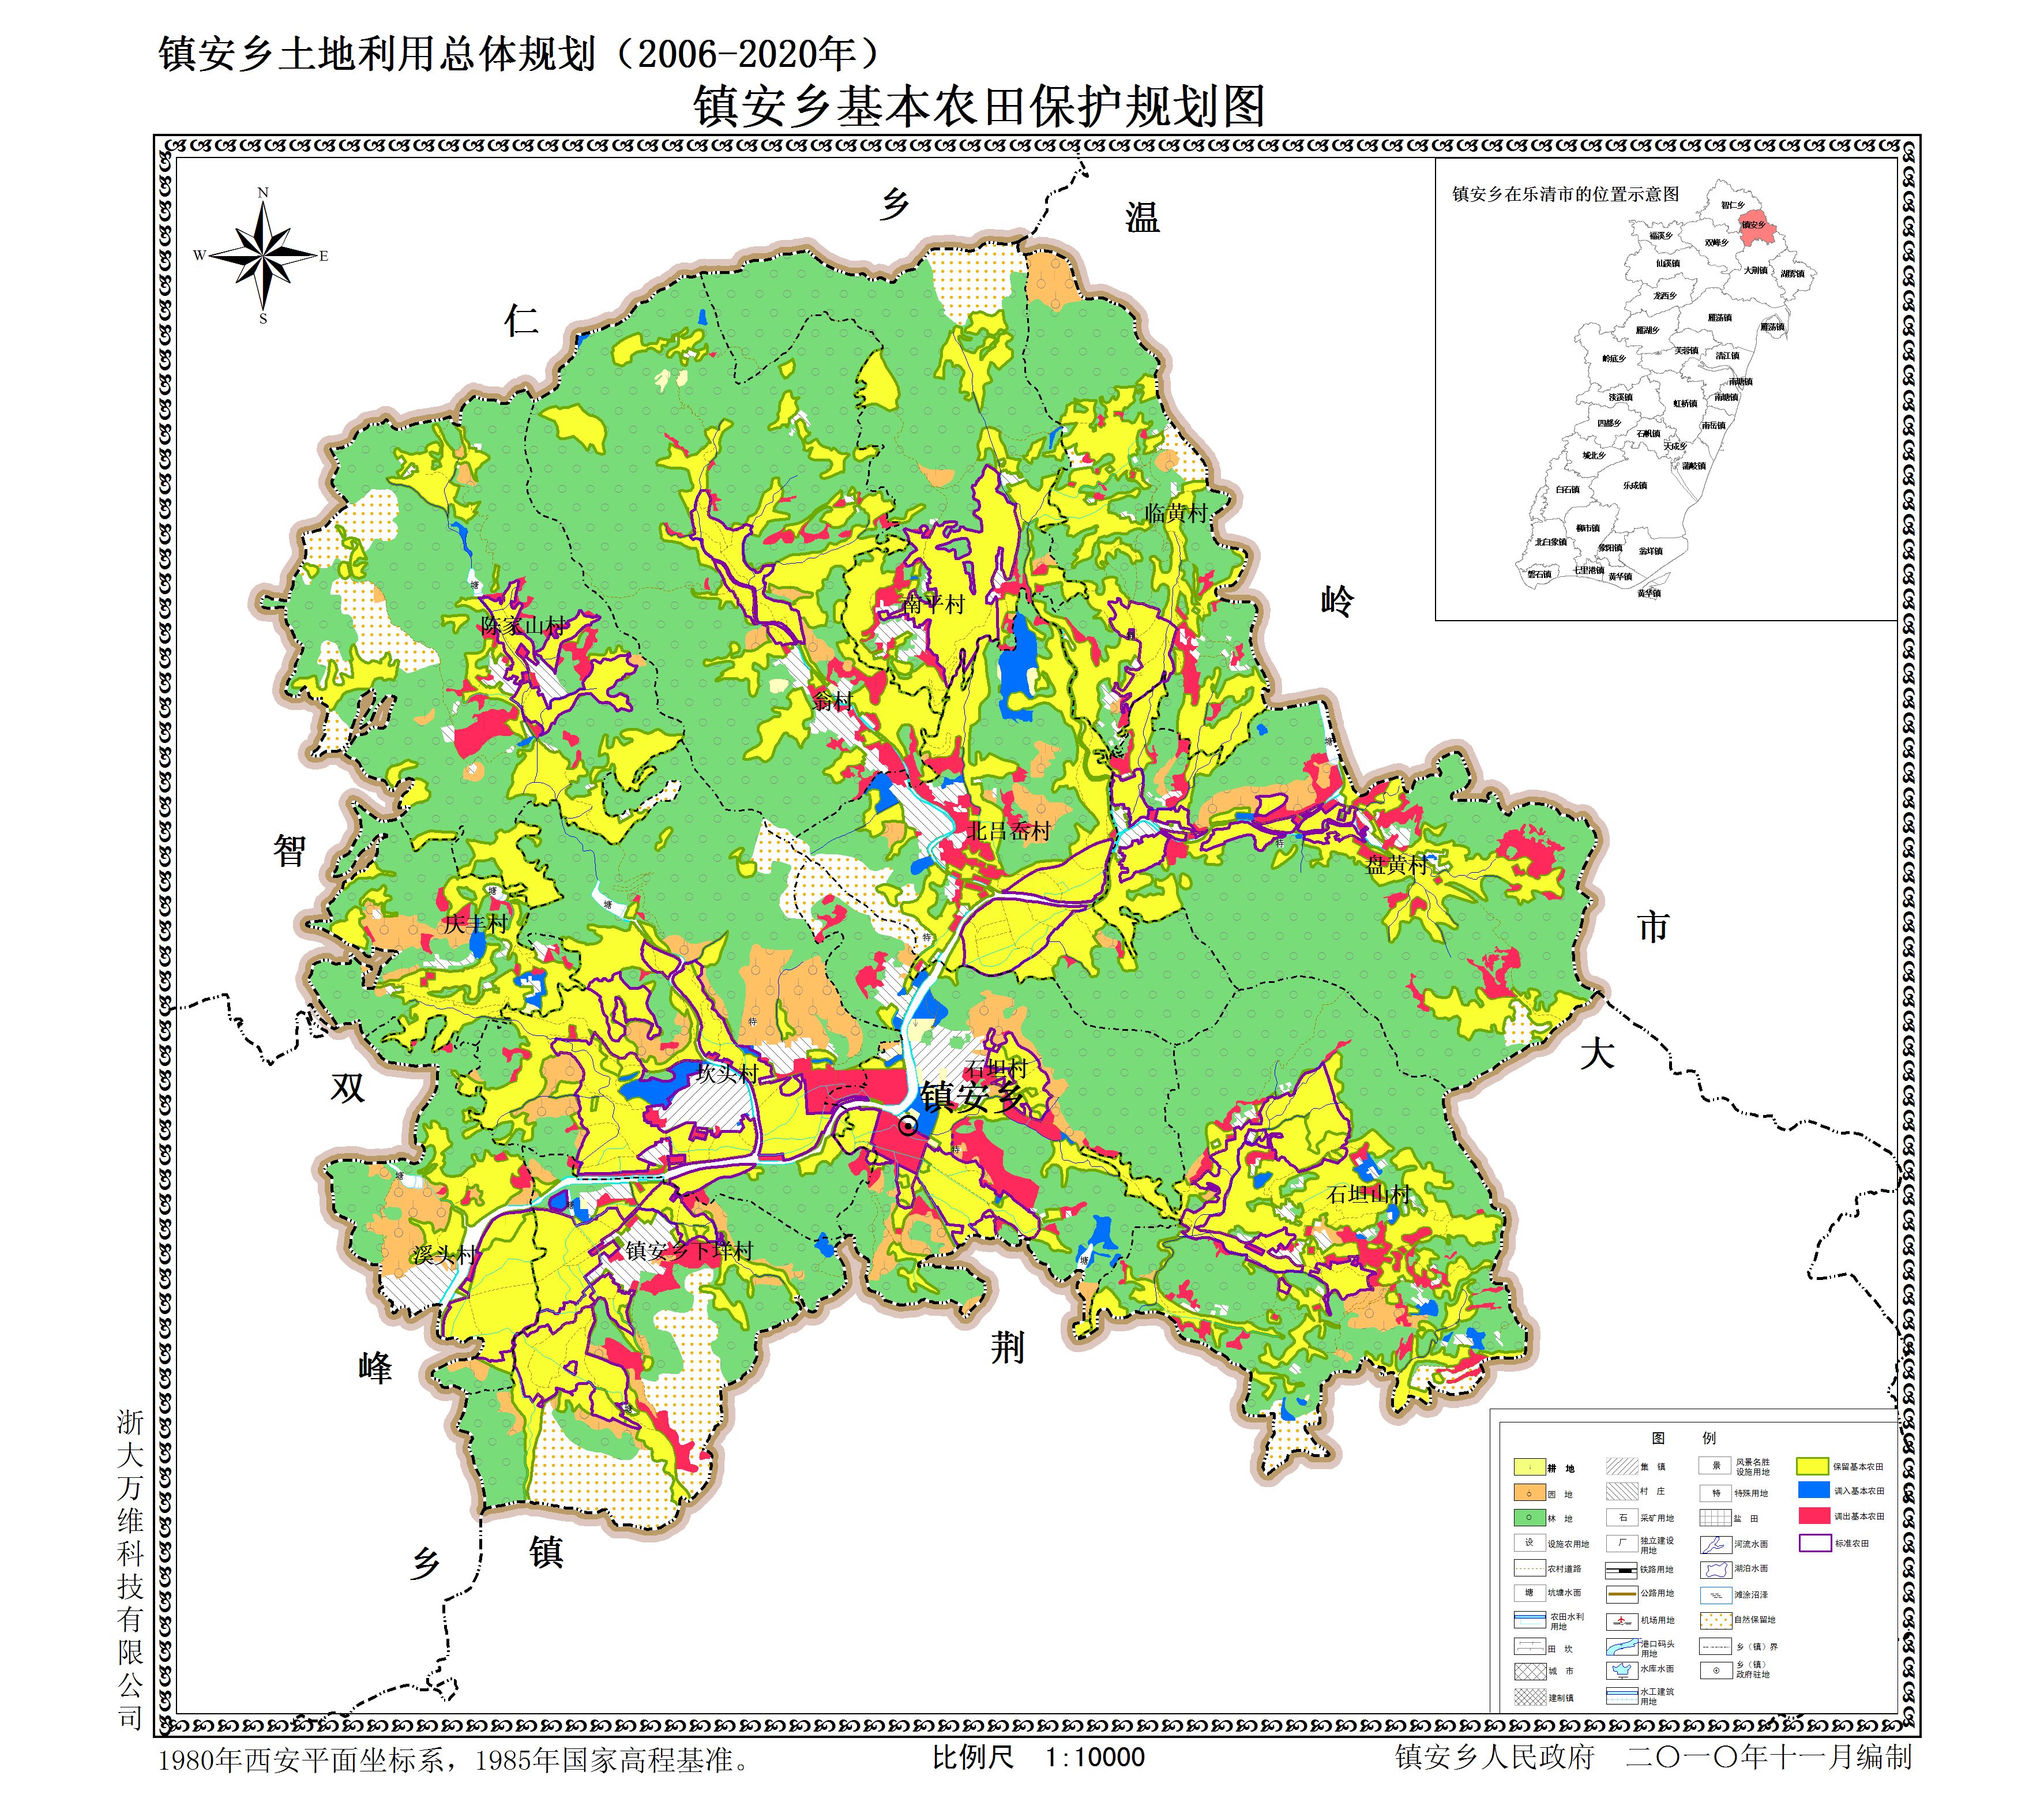 镇安乡土地利用总体规划（2006-2020年）
镇安乡基本农田保护规划图
N
W
E
S
乡
温
仁
岭
智
市
双
大
峰
荆
乡
镇
镇安乡在乐清市的位置示意图
智仁乡
镇安乡
福溪乡
双峰乡
仙溪镇
大荆镇
湖雾镇
龙西乡
雁荡镇
雁荡镇
雁湖乡
芙蓉镇
清江镇
岭底乡
南塘镇
淡溪镇
虹桥镇
南塘镇
四都乡
石帆镇
南岳镇
天成乡
城北乡
蒲岐镇
白石镇
乐成镇
柳市镇
北白象镇
象阳镇
翁垟镇
磐石镇
七里港镇
黄华镇
黄华镇
临黄村
南平村
陈家山村
翁村
北吕岙村
盘黄村
庆丰村
坎头村
石坦村
镇安乡
石坦山村
溪头村
镇安乡下垟村
塘
塘
塘
塘
塘
塘
特
特
特
特
图 例
耕 地
园 地
林 地
设 设施农用地
农村道路
塘 坑塘水面
农田水利
用地
田 坎
城 市
建制镇
集 镇
村 庄
石 采矿用地
厂 独立建设
用地
铁路用地
公路用地
机场用地
港口码头
用地
水库水面
水工建筑
用地
景 风景名胜
设施用地
特 特殊用地
盐 田
河流水面
湖泊水面
滩涂沼泽
自然保留地
乡（镇）界
乡（镇）
政府驻地
保留基本农田
调入基本农田
调出基本农田
标准农田
浙大万维科技有限公司
1980年西安平面坐标系，1985年国家高程基准。
比例尺 1:10000
镇安乡人民政府 二〇一〇年十一月编制